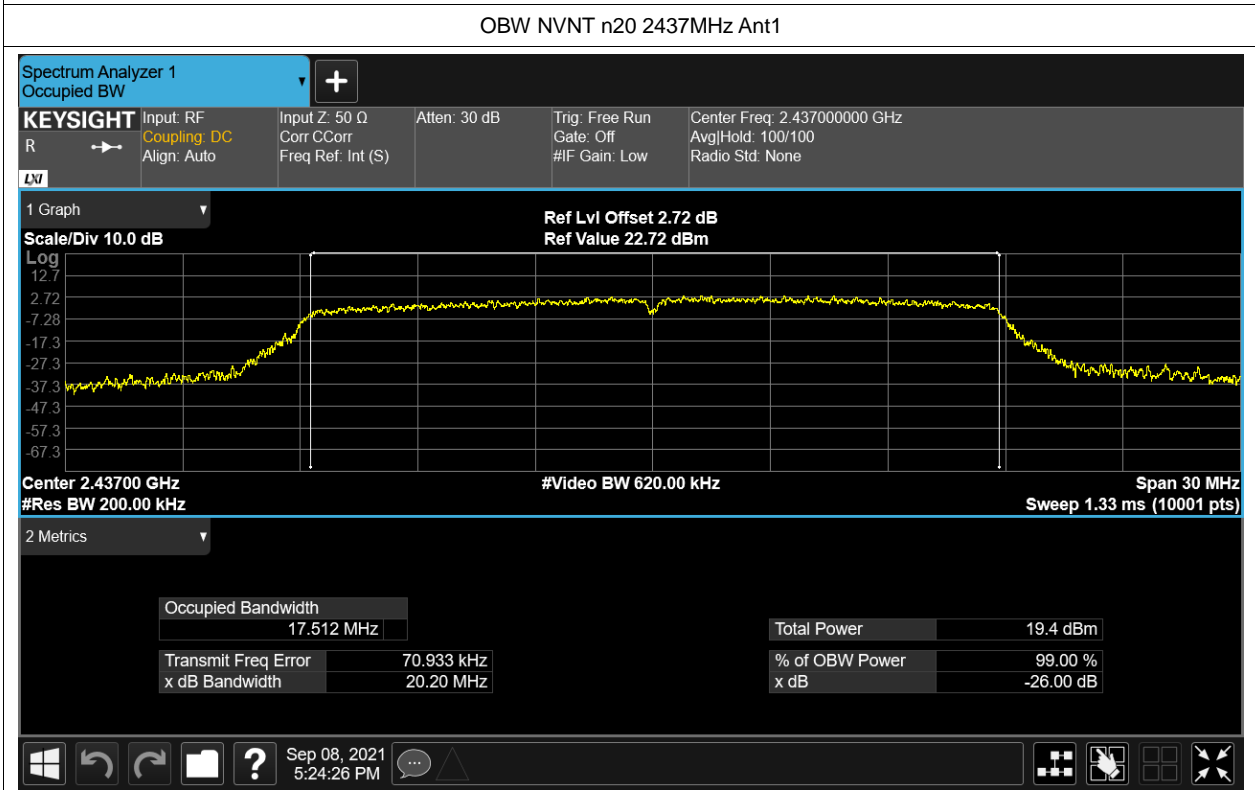 OBW NVNT n20 2437MHz Ant1
Spectrum Analyzer 1
Occupied BW
KEYSIGHT
R
LXI
Input: RF
Coupling: DC
Align: Auto
Input Z: 50 Ω
Corr CCorr
Freq Ref: Int (S)
Atten: 30 dB
Trig: Free Run
Gate: Off
#IF Gain: Low
Center Freq: 2.437000000 GHz
Avg|Hold: 100/100
Radio Std: None
1 Graph
Scale/Div 10.0 dB
Ref Lvl Offset 2.72 dB
Ref Value 22.72 dBm
Log
12.7
2.72
-7.28
-17.3
-27.3
-37.3
-47.3
-57.3
-67.3
Center 2.43700 GHz
#Video BW 620.00 kHz
Span 30 MHz
#Res BW 200.00 kHz
Sweep 1.33 ms (10001 pts)
2 Metrics
Occupied Bandwidth
17.512 MHz
Total Power 19.4 dBm
Transmit Freq Error 70.933 kHz
% of OBW Power 99.00 %
x dB Bandwidth 20.20 MHz
x dB -26.00 dB
?
Sep 08, 2021
5:24:26 PM